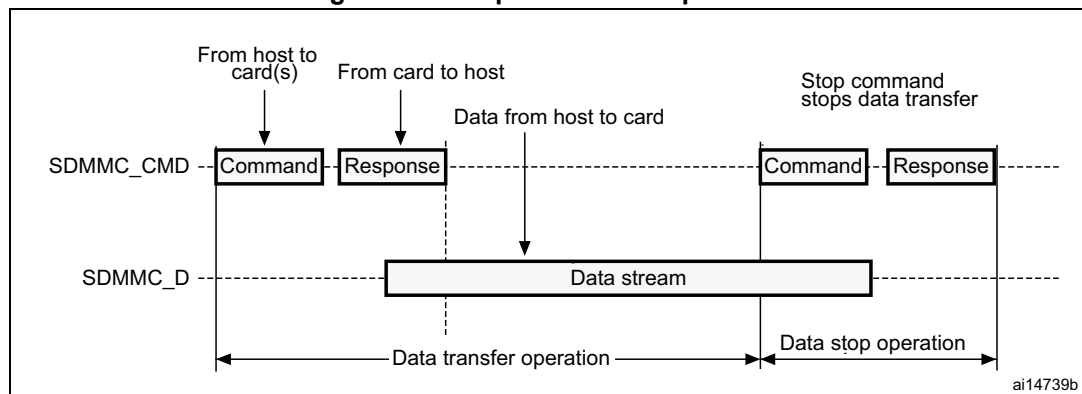 From host to
card(s)
From card to host
Stop command
stops data transfer
Data from host to card
SDMMC_CMD
Command
Response
Command
Response
SDMMC_D
Data stream
Data transfer operation
Data stop operation
ai14739b